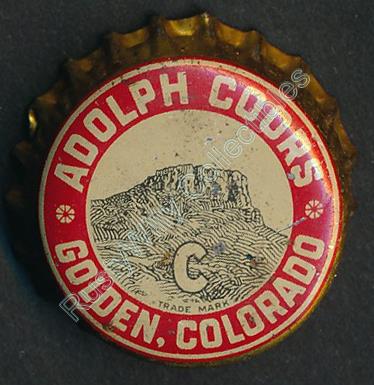 ADOLPH COORS
C
TRADE MARK
GOLDEN, COLORADO